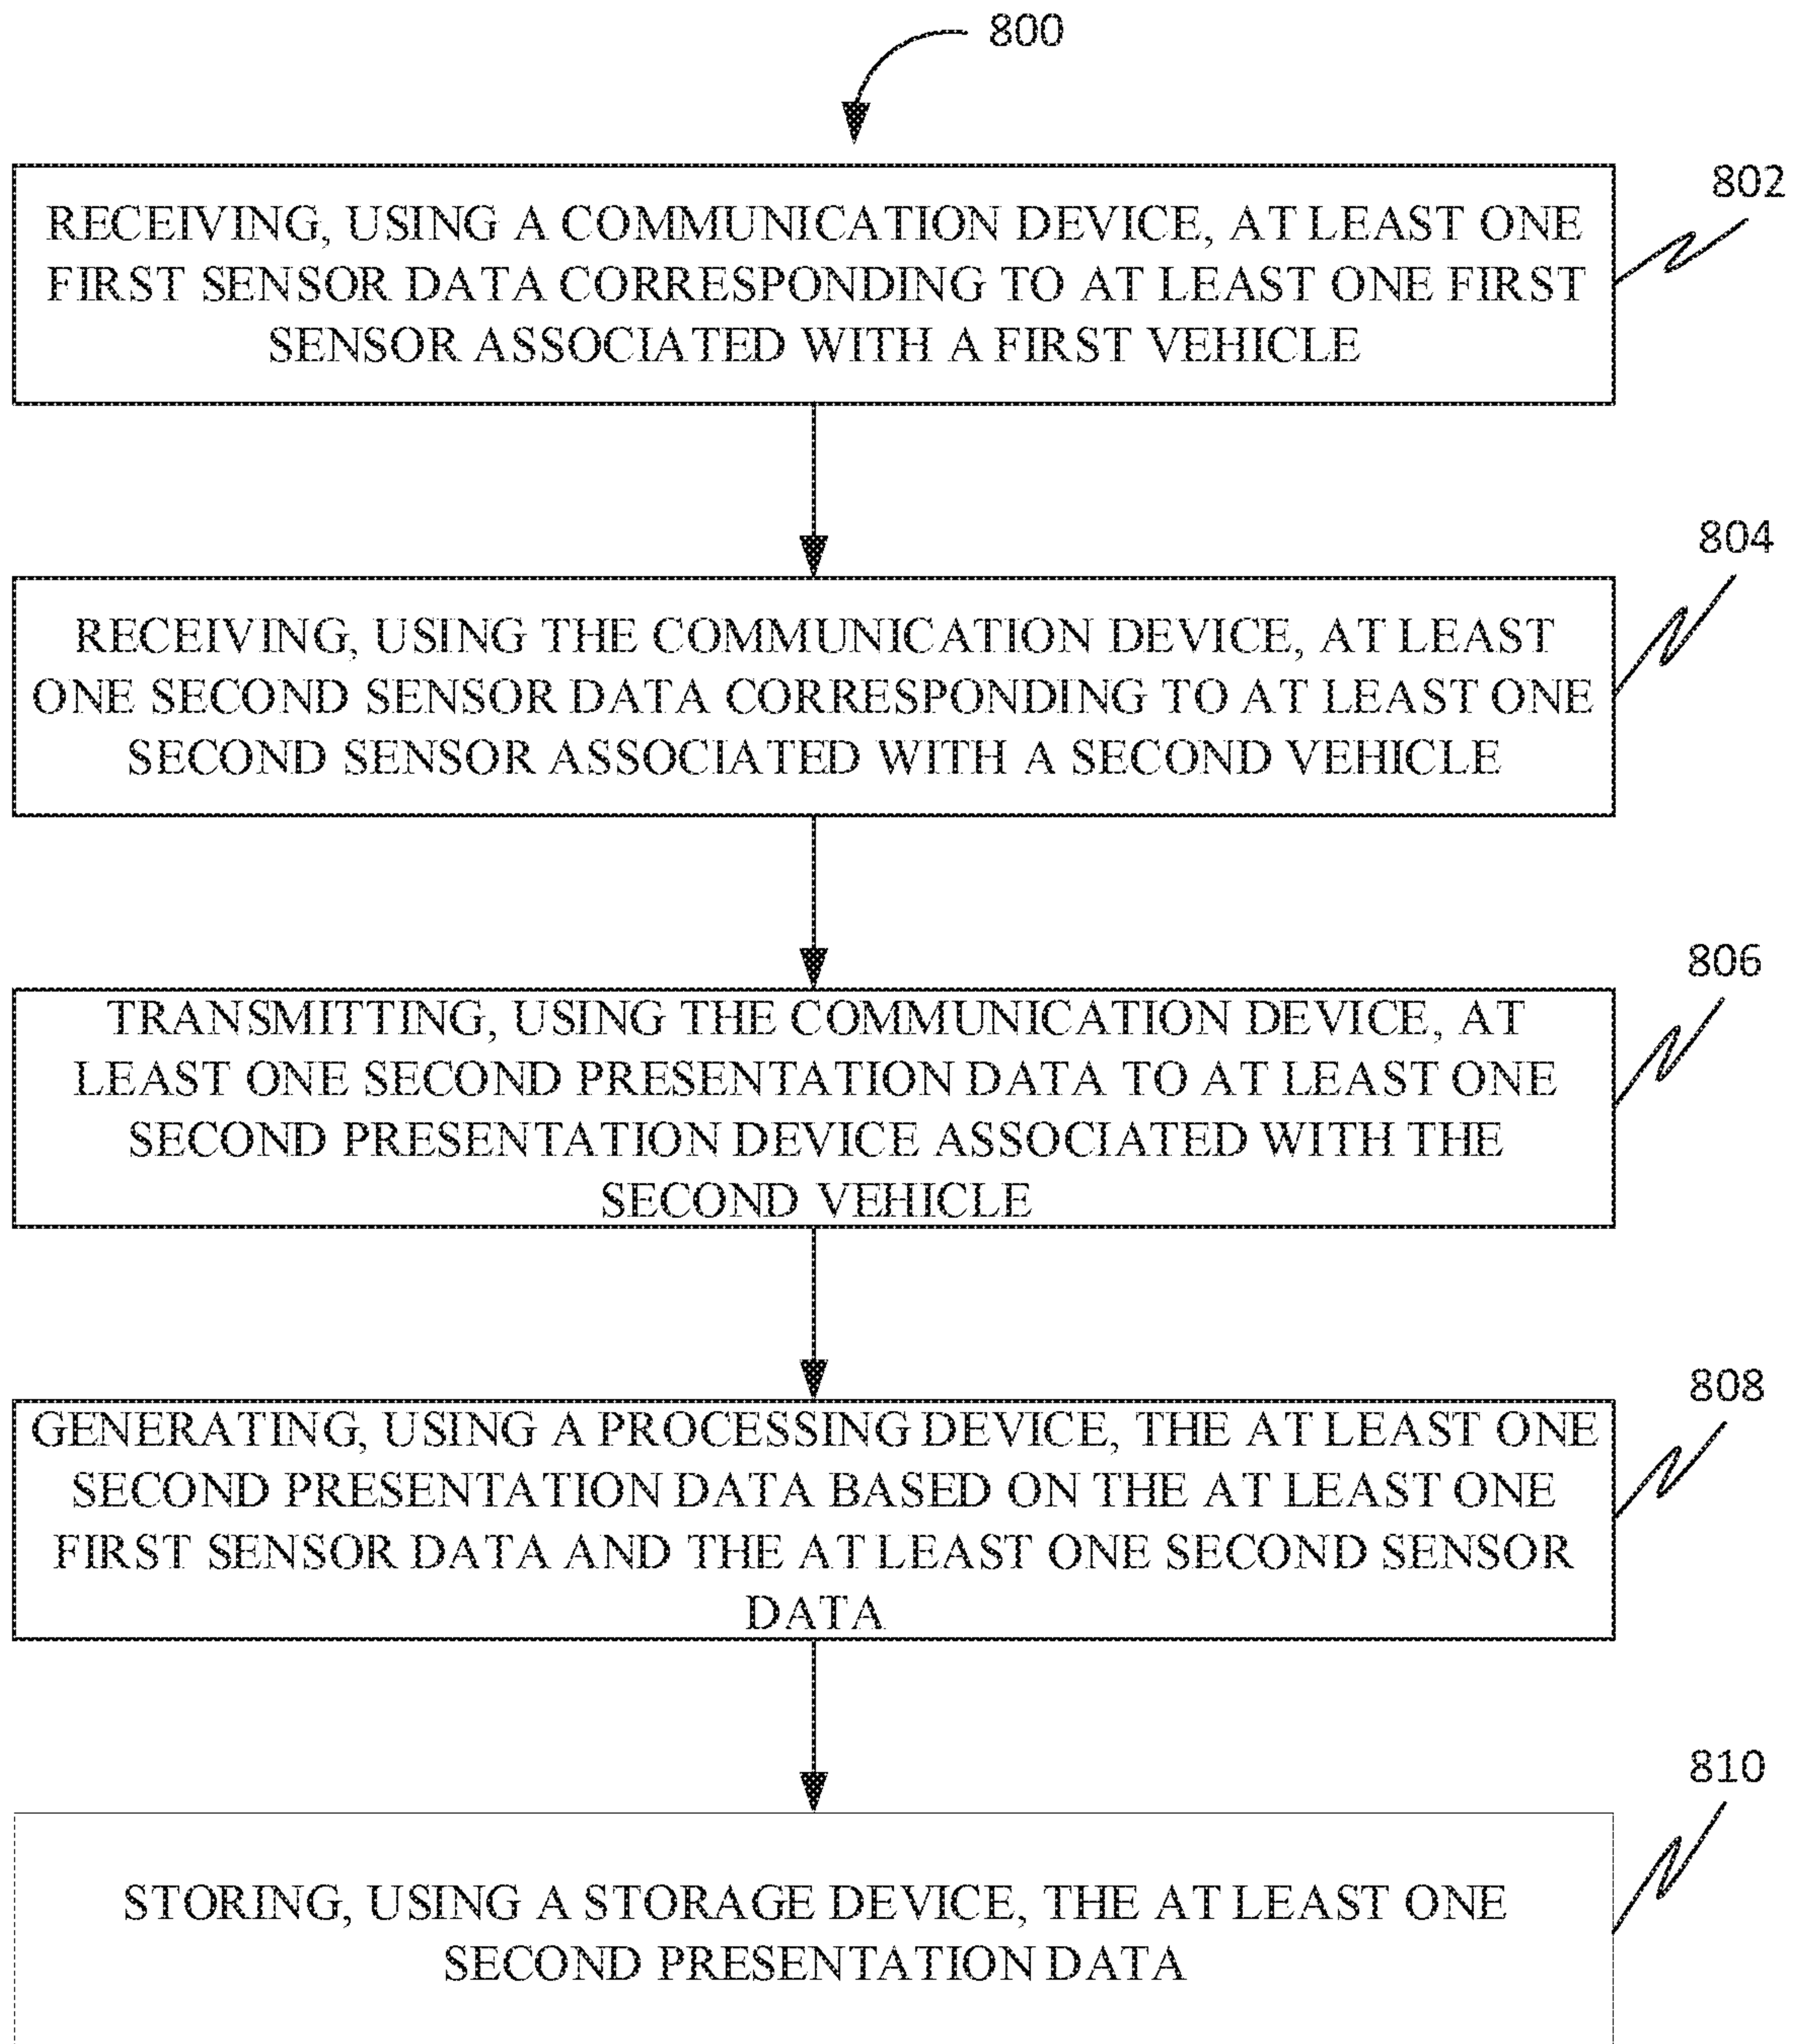 800
802
RECEIVING, USING A COMMUNICATION DEVICE, AT LEAST ONE
FIRST SENSOR DATA CORRESPONDING TO AT LEAST ONE FIRST
SENSOR ASSOCIATED WITH A FIRST VEHICLE
804
RECEIVING, USING THE COMMUNICATION DEVICE, AT LEAST
ONE SECOND SENSOR DATA CORRESPONDING TO AT LEAST ONE
SECOND SENSOR ASSOCIATED WITH A SECOND VEHICLE
806
TRANSMITTING, USING THE COMMUNICATION DEVICE, AT
LEAST ONE SECOND PRESENTATION DATA TO AT LEAST ONE
SECOND PRESENTATION DEVICE ASSOCIATED WITH THE
SECOND VEHICLE
808
GENERATING, USING A PROCESSING DEVICE, THE AT LEAST ONE
SECOND PRESENTATION DATA BASED ON THE AT LEAST ONE
FIRST SENSOR DATA AND THE AT LEAST ONE SECOND SENSOR
DATA
810
STORING, USING A STORAGE DEVICE, THE AT LEAST ONE
SECOND PRESENTATION DATA